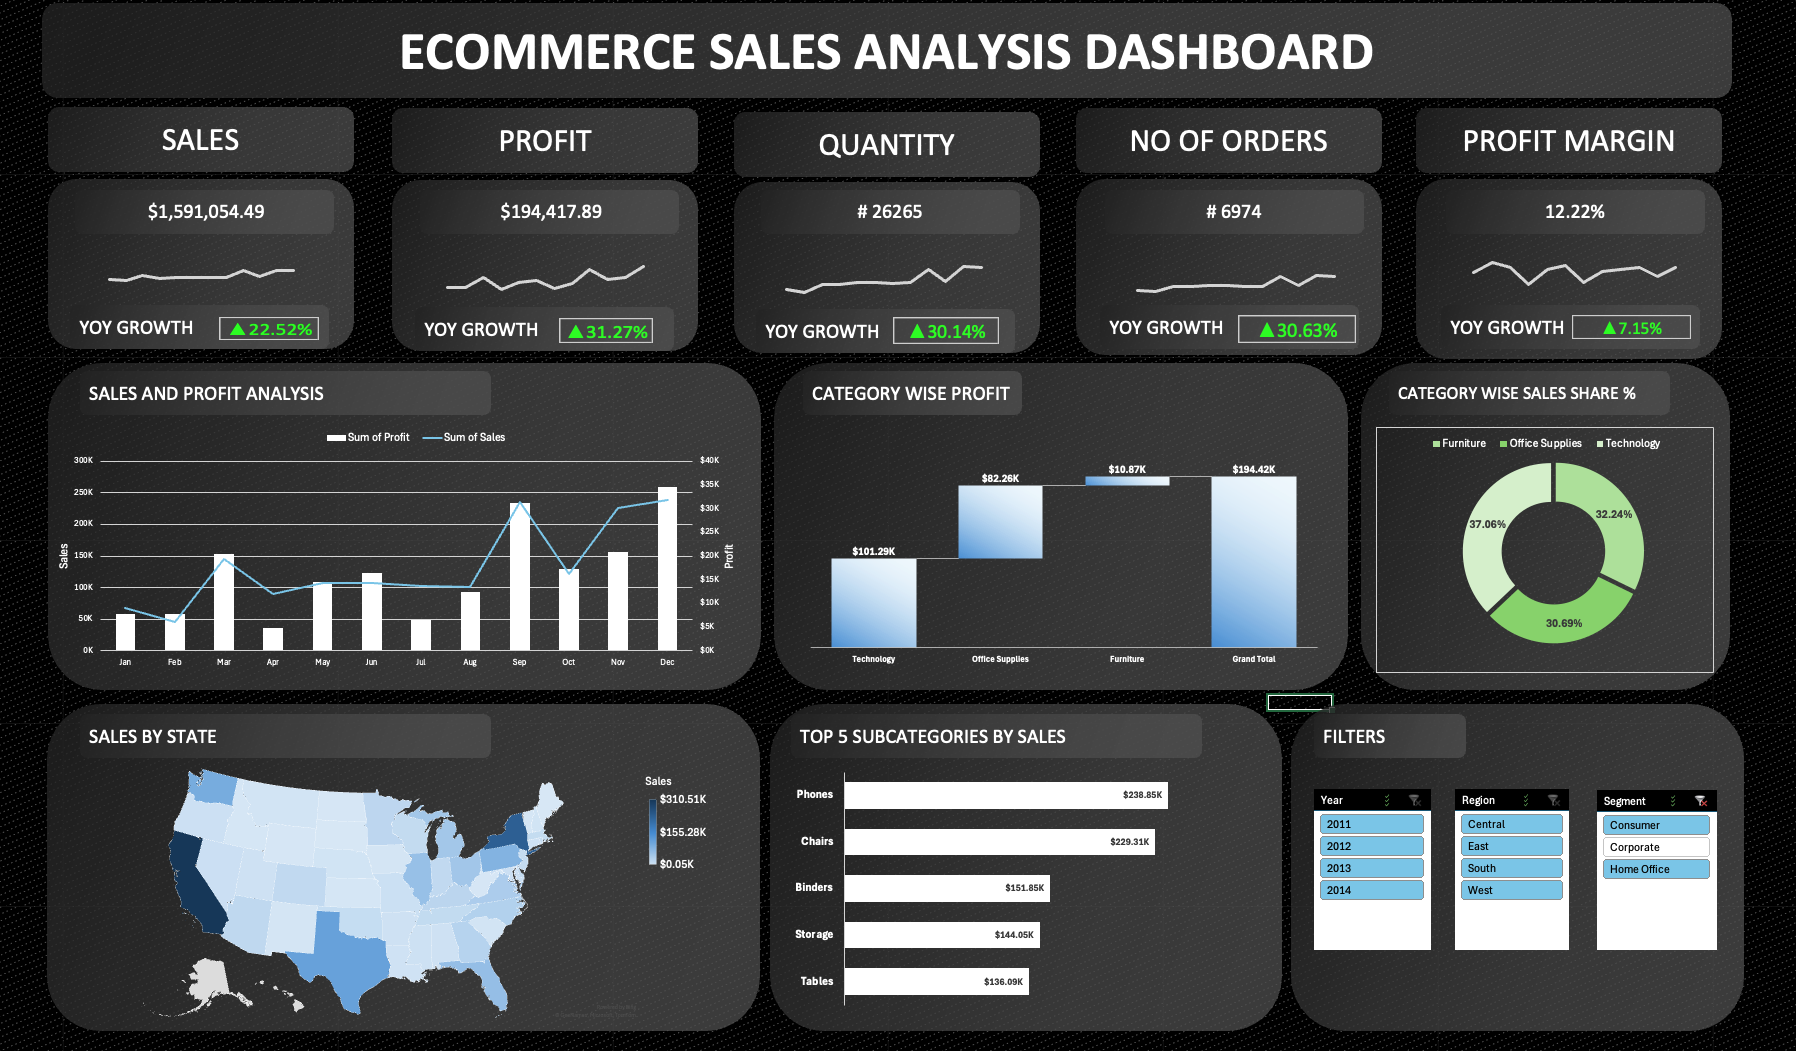 ECOMMERCE SALES ANALYSIS DASHBOARD
SALES
PROFIT
QUANTITY
NO OF ORDERS
PROFIT MARGIN
$1,591,054.49
$194,417.89
# 26265
# 6974
12.22%
YOY GROWTH ▲22.52%
YOY GROWTH ▲31.27%
YOY GROWTH ▲30.14%
YOY GROWTH ▲30.63%
YOY GROWTH ▲7.15%
SALES AND PROFIT ANALYSIS
Sum of Profit Sum of Sales
300K
250K
200K
150K
100K
50K
0K
Sales
$40K
$35K
$30K
$25K
$20K
$15K
$10K
$5K
$0K
Profit
Jan Feb Mar Apr May Jun Jul Aug Sep Oct Nov Dec
CATEGORY WISE PROFIT
$101.29K
$82.26K
$10.87K
$194.42K
Technology Office Supplies Furniture Grand Total
CATEGORY WISE SALES SHARE %
Furniture Office Supplies Technology
37.06%
32.24%
30.69%
SALES BY STATE
Sales
$310.51K
$155.28K
$0.05K
TOP 5 SUBCATEGORIES BY SALES
Phones $238.85K
Chairs $229.31K
Binders $151.85K
Storage $144.05K
Tables $136.09K
FILTERS
Year
2011
2012
2013
2014
Region
Central
East
South
West
Segment
Consumer
Corporate
Home Office